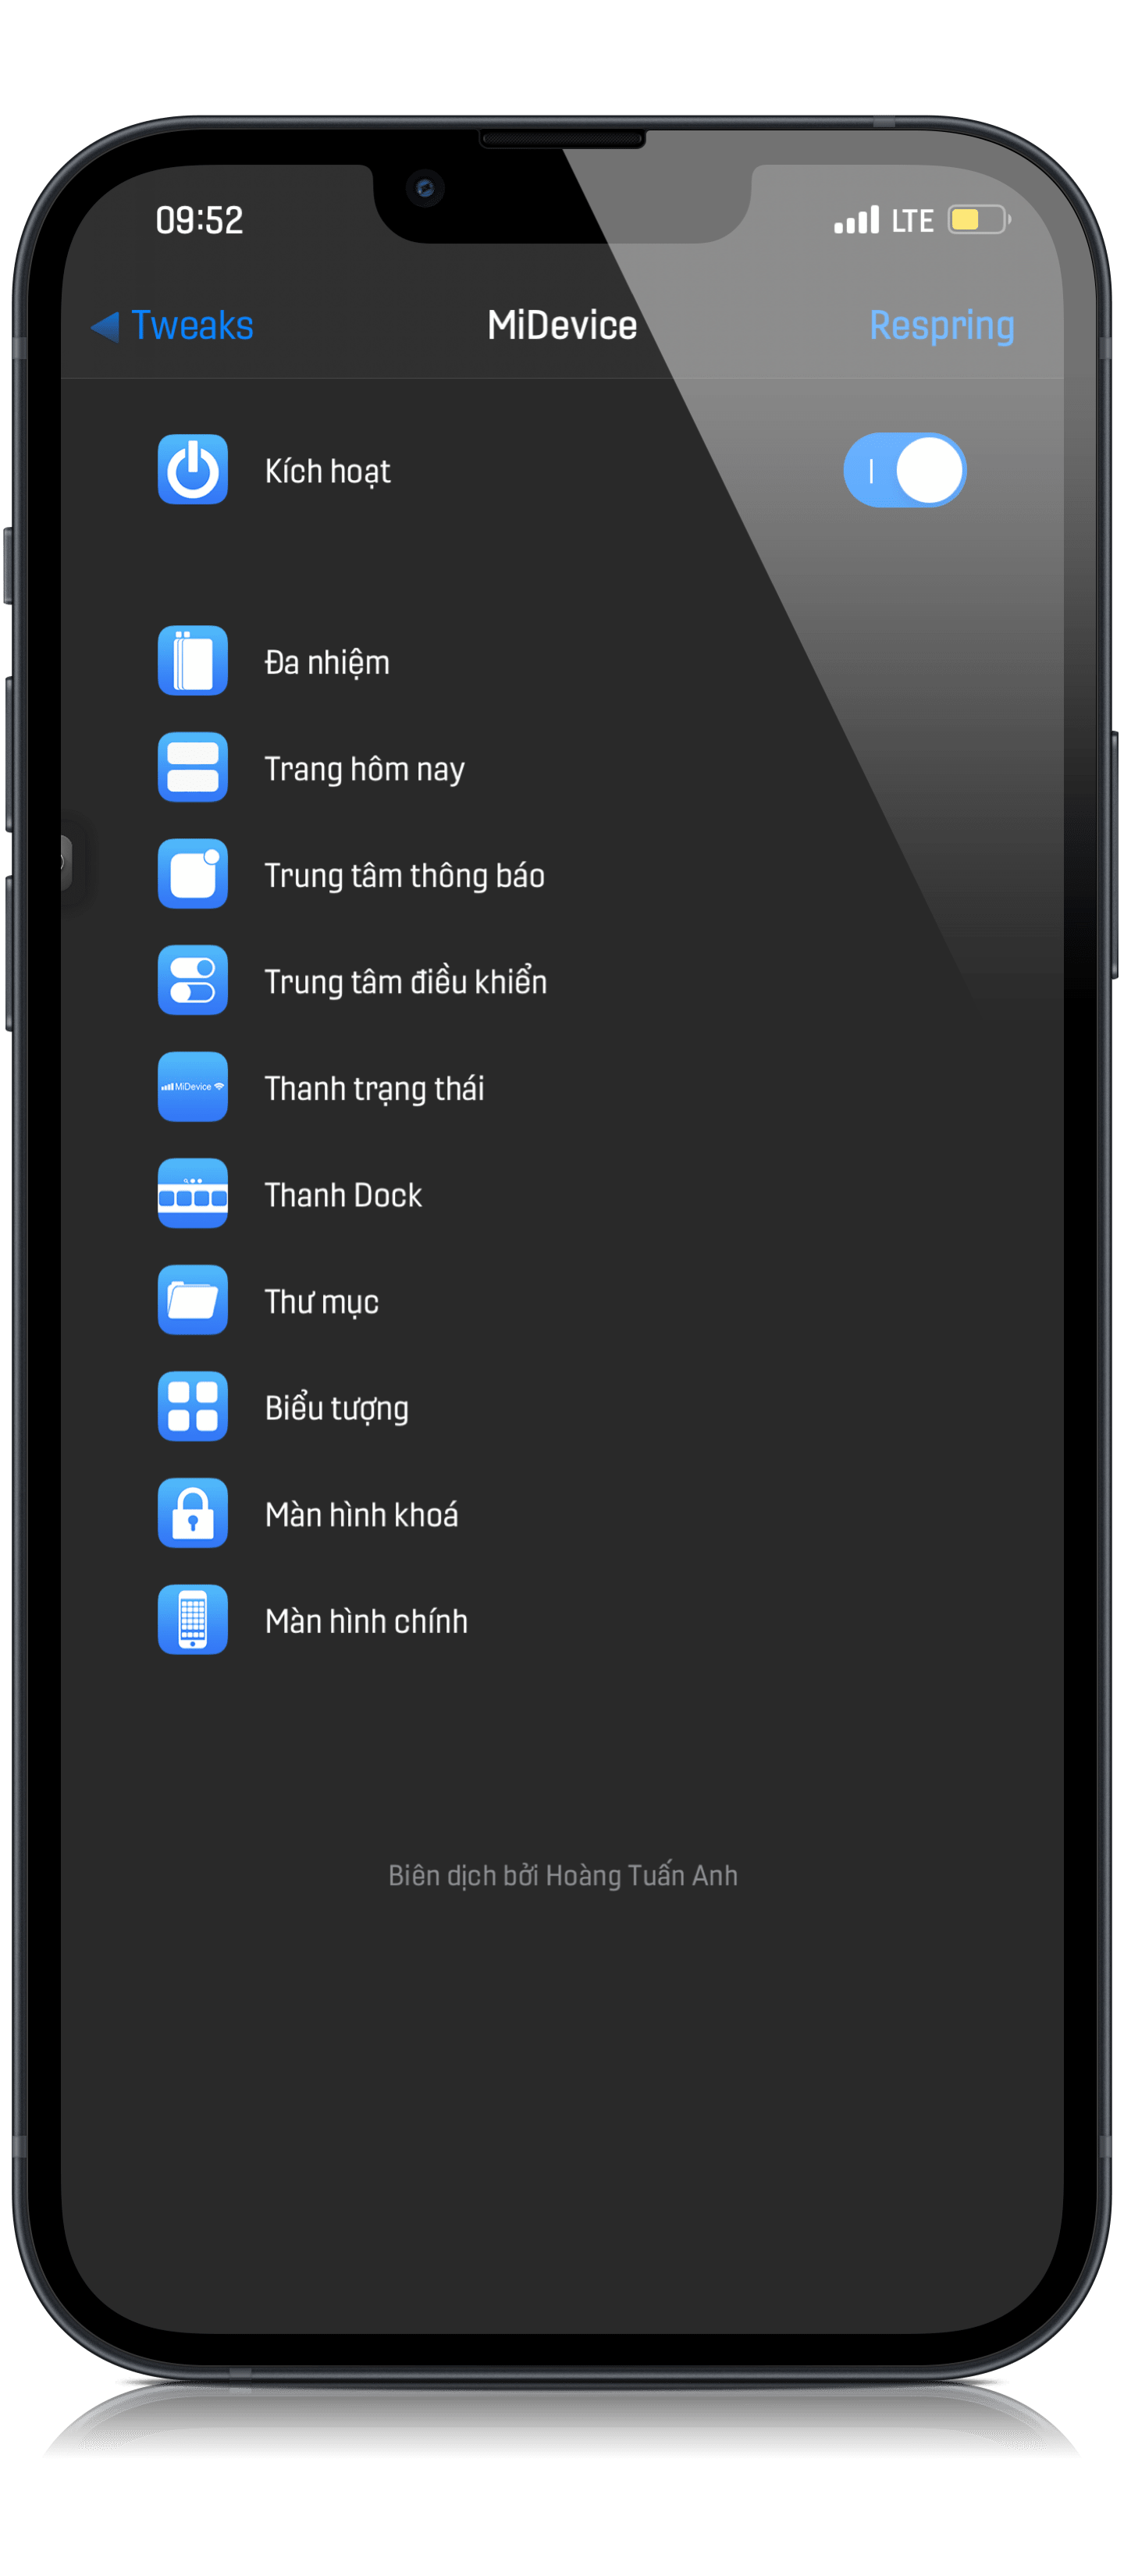 09:52 LTE
Tweaks MiDevice Respring
Kích hoạt
Đa nhiệm
Trang hôm nay
Trung tâm thông báo
Trung tâm điều khiển
MiDevice
Thanh trạng thái
Thanh Dock
Thư mục
Biểu tượng
Màn hình khoá
Màn hình chính
Biên dịch bởi Hoàng Tuấn Anh